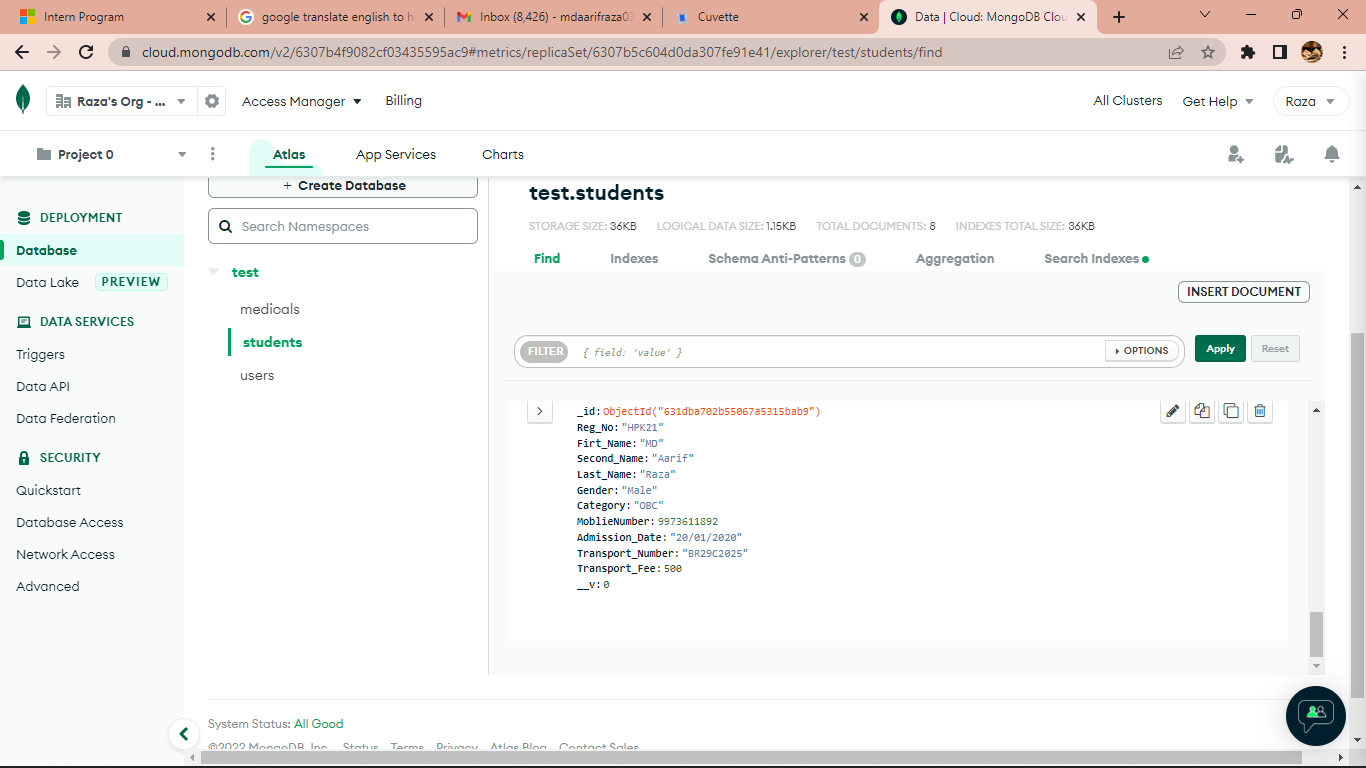 Intern Program
google translate english to hi
Inbox (8,426) - mdaarifraza03
Cuvette
Data | Cloud: MongoDB Clou
cloud.mongodb.com/v2/6307b4f9082cf03435595ac9#metrics/replicaSet/6307b5c604d0da307fe91e41/explorer/test/students/find
Raza's Org - ...
Access Manager
Billing
All Clusters
Get Help
Raza
Project 0
Atlas
App Services
Charts
DEPLOYMENT
Database
Data Lake PREVIEW
DATA SERVICES
Triggers
Data API
Data Federation
SECURITY
Quickstart
Database Access
Network Access
Advanced
+ Create Database
Search Namespaces
test
medicals
students
users
test.students
STORAGE SIZE: 36KB LOGICAL DATA SIZE: 1.15KB TOTAL DOCUMENTS: 8 INDEXES TOTAL SIZE: 36KB
Find Indexes Schema Anti-Patterns 0 Aggregation Search Indexes
INSERT DOCUMENT
FILTER { field: 'value' } OPTIONS Apply Reset
_id: ObjectId("631dba702b55067a5315bab9")
Reg_No: "HPK21"
Firt_Name: "MD"
Second_Name: "Aarif"
Last_Name: "Raza"
Gender: "Male"
Category: "OBC"
MoblieNumber: 9973611892
Admission_Date: "20/01/2020"
Transport_Number: "BR29C2025"
Transport_Fee: 500
__v: 0
System Status: All Good
©2022 MongoDB, Inc. Status Terms Privacy Atlas Blog Contact Sales